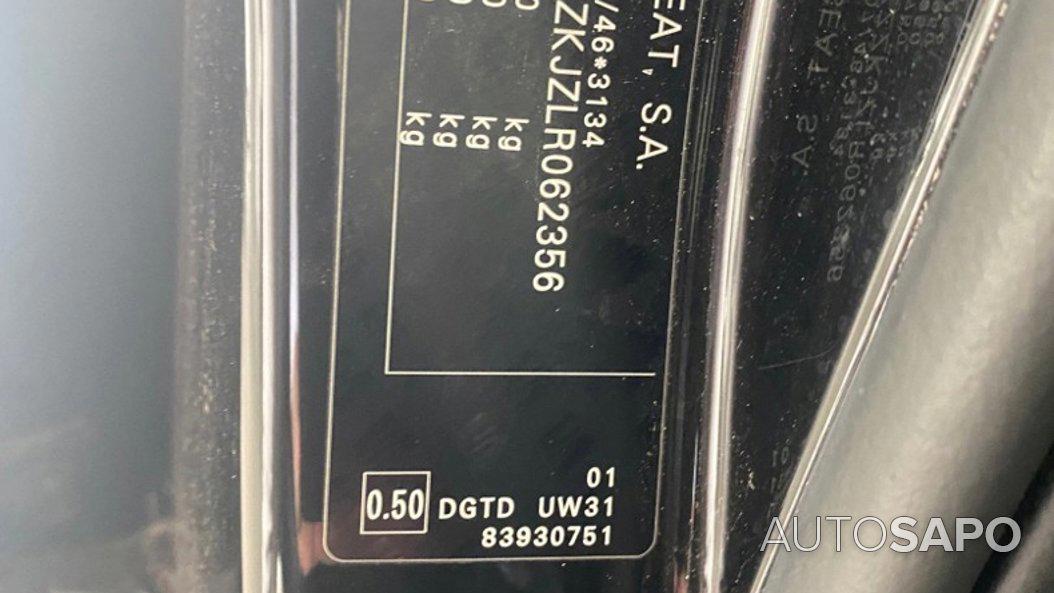 EAT, S.A.
/46*3134
ZKJZLR062356
kg
kg
kg
kg
01
0.50 DGTD UW31
83930751
AUTOSAPO